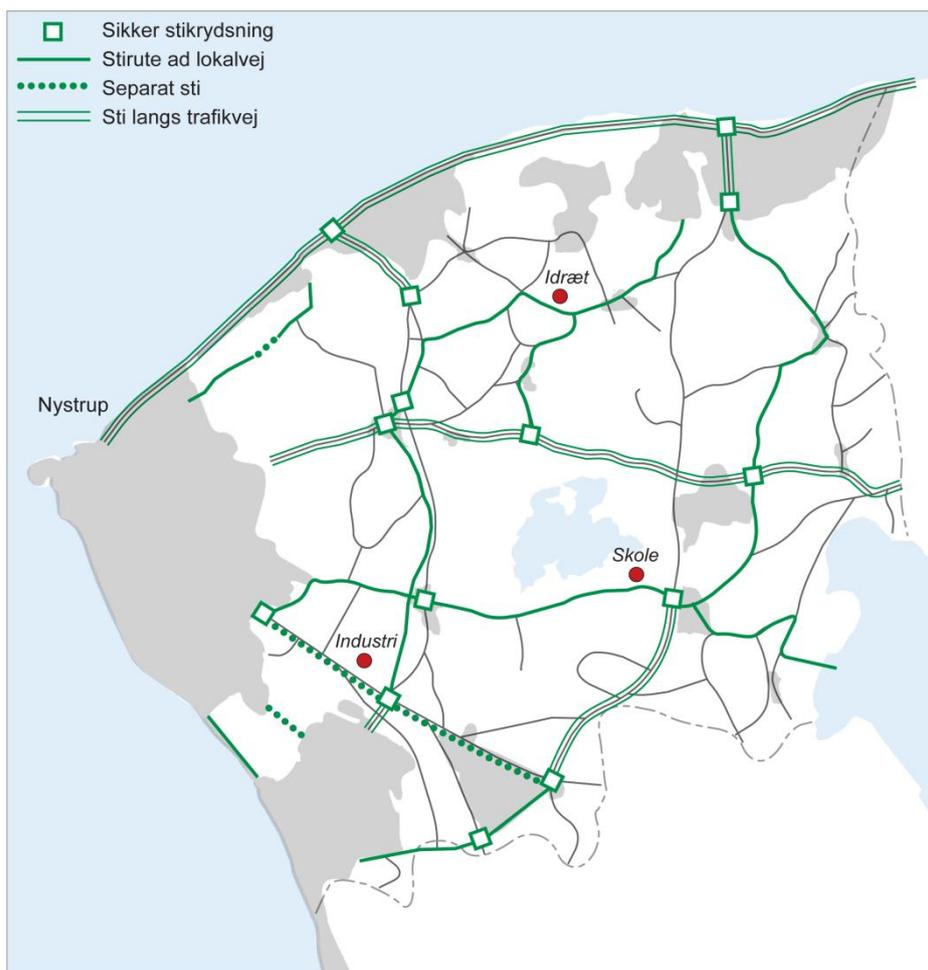 Sikker stikrydsning
Stirute ad lokalvej
Separat sti
Sti langs trafikvej
Idræt
Nystrup
Skole
Industri